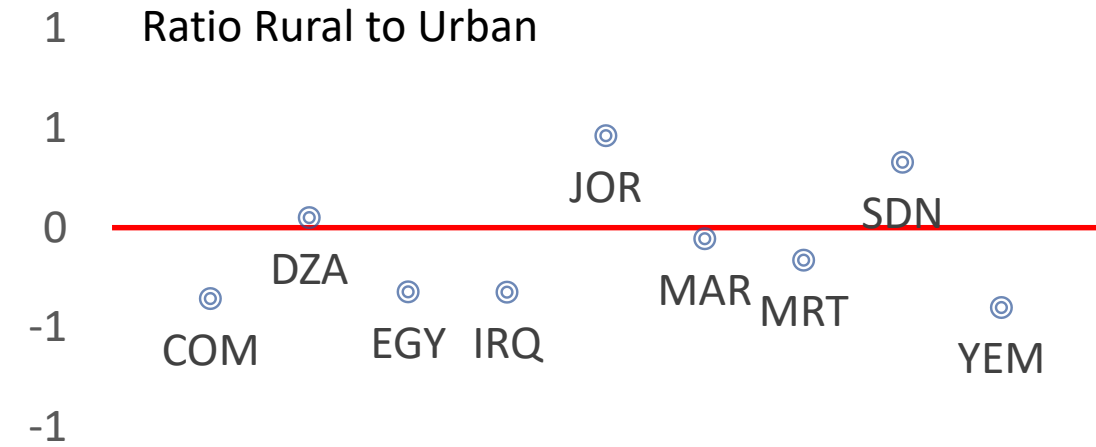 1 Ratio Rural to Urban
1
JOR
SDN
0
DZA
MAR
MRT
-1
COM
EGY
IRQ
YEM
-1